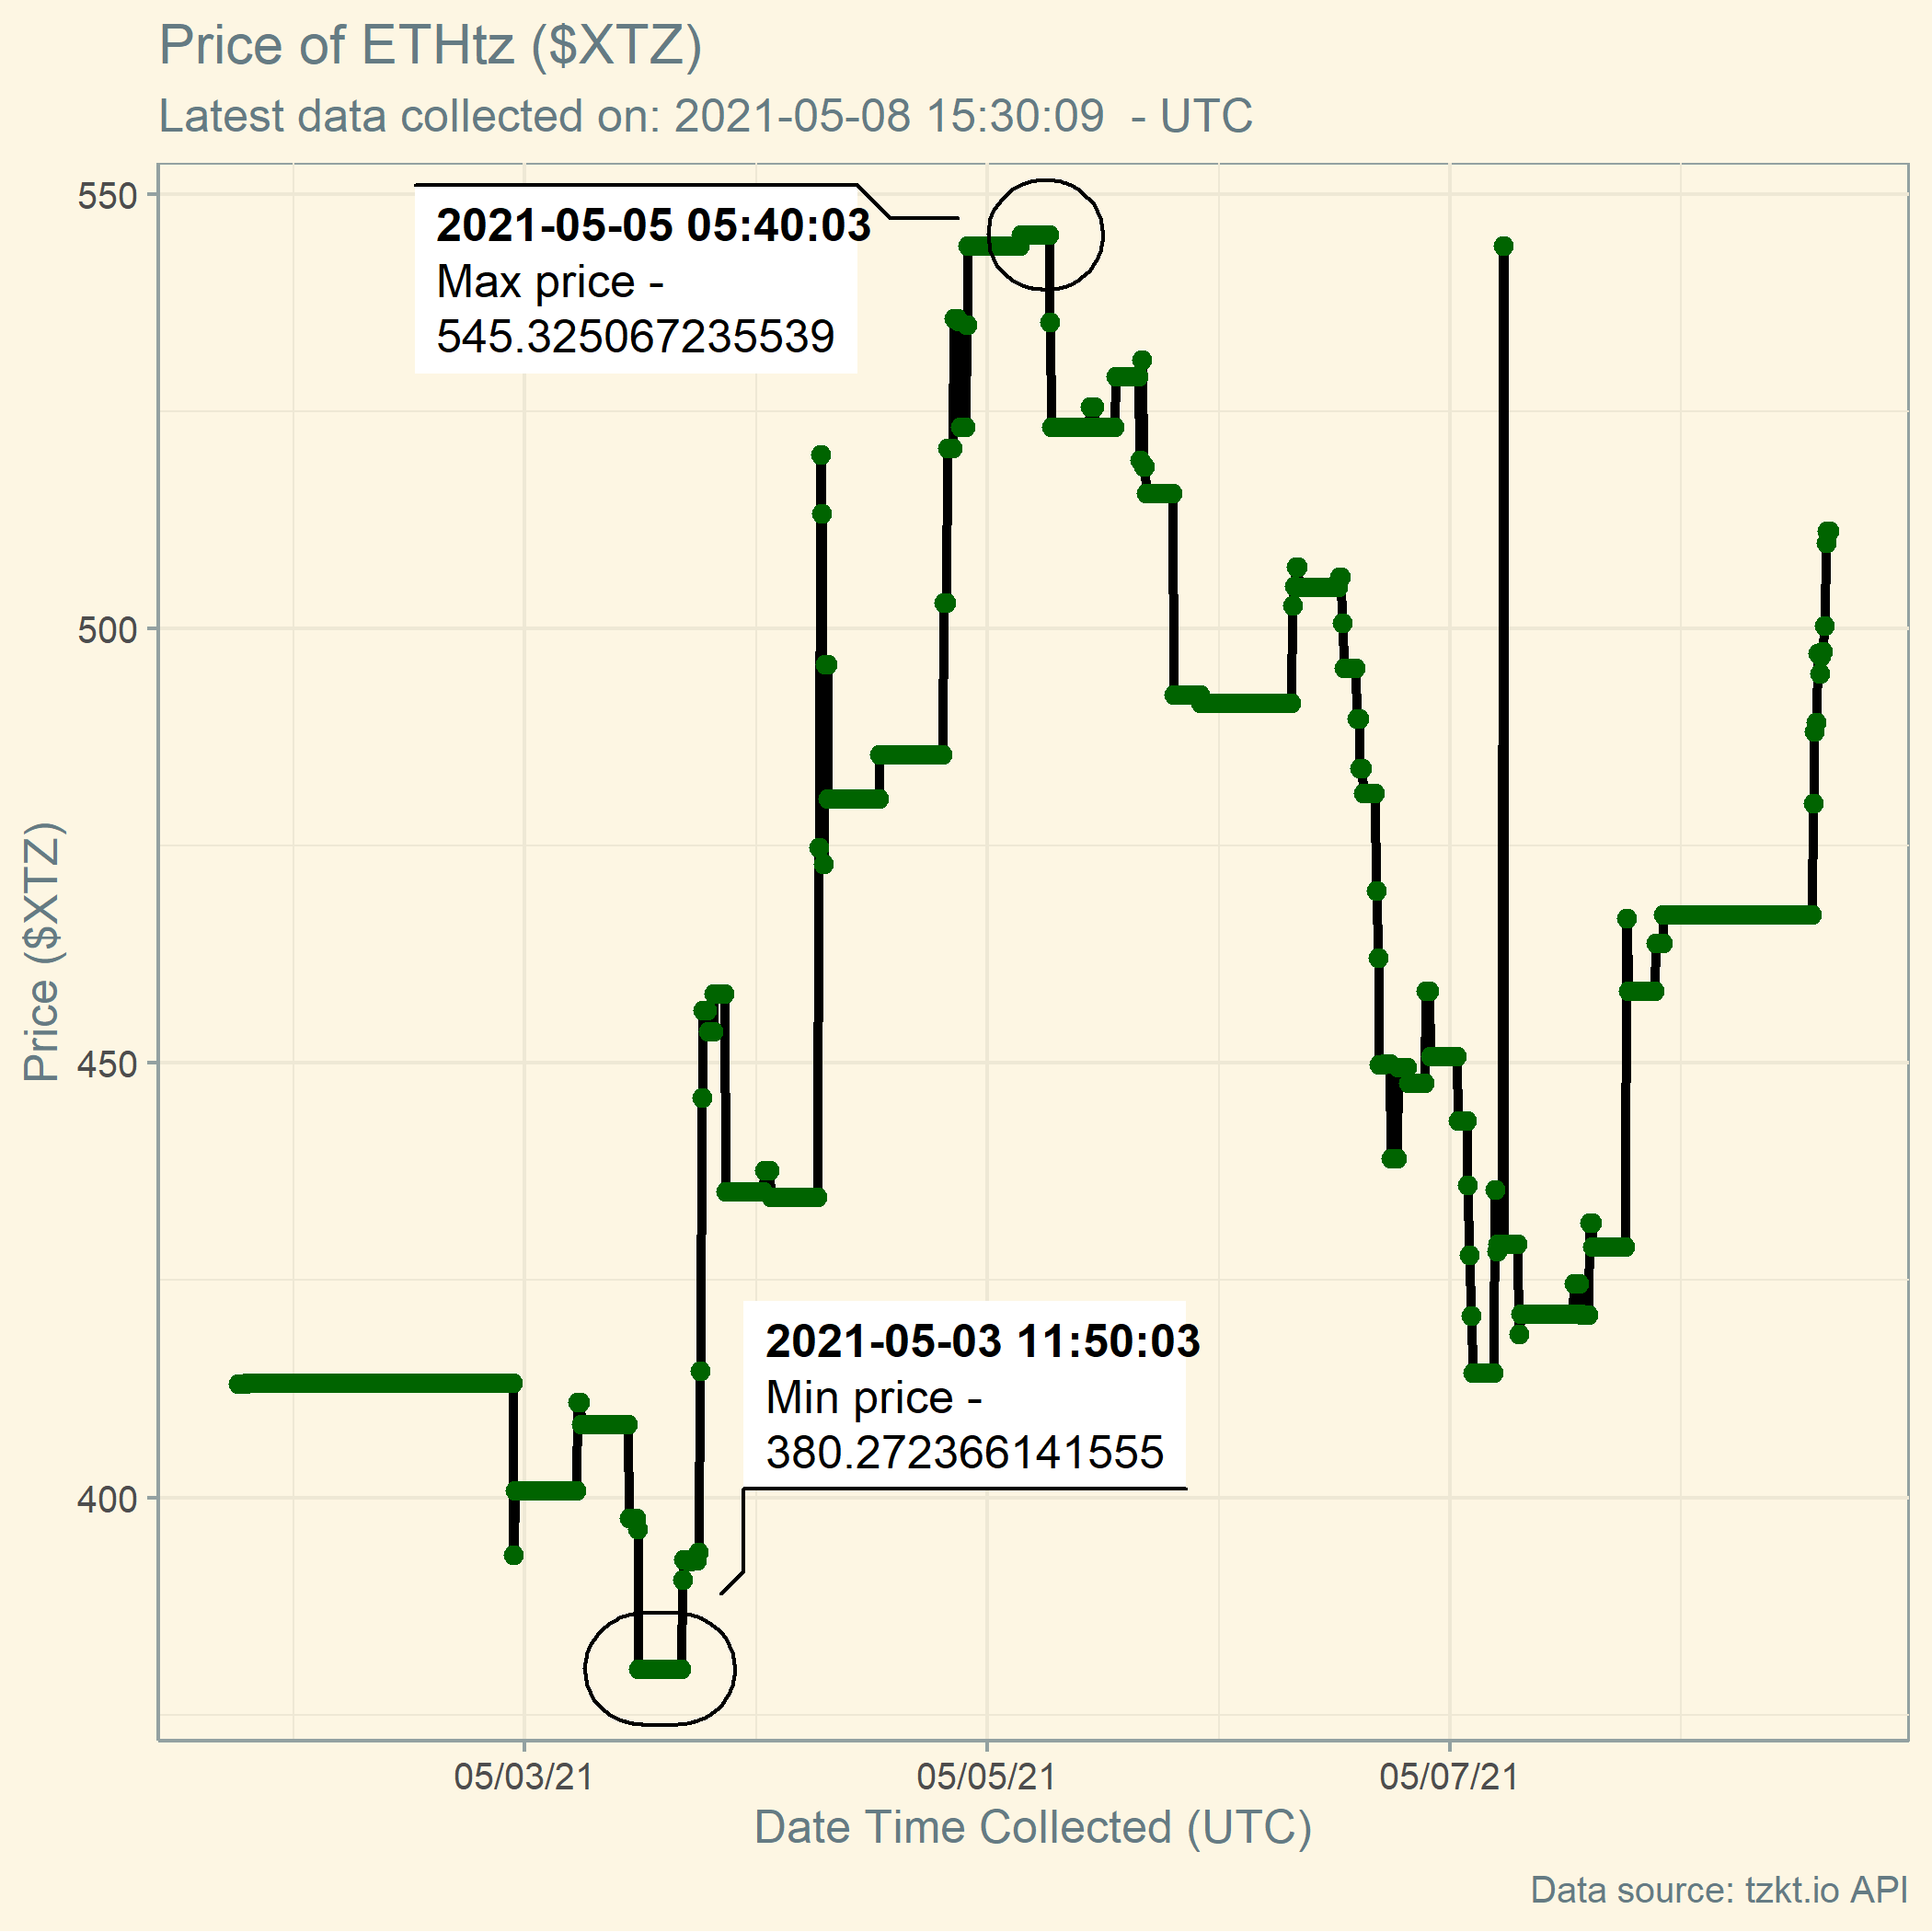 Price of ETHtz ($XTZ)
Latest data collected on: 2021-05-08 15:30:09  - UTC
550
500
450
400
Price ($XTZ)
2021-05-05 05:40:03
Max price -
545.325067235539
2021-05-03 11:50:03
Min price -
380.272366141555
05/03/21
05/05/21
05/07/21
Date Time Collected (UTC)
Data source: tzkt.io API